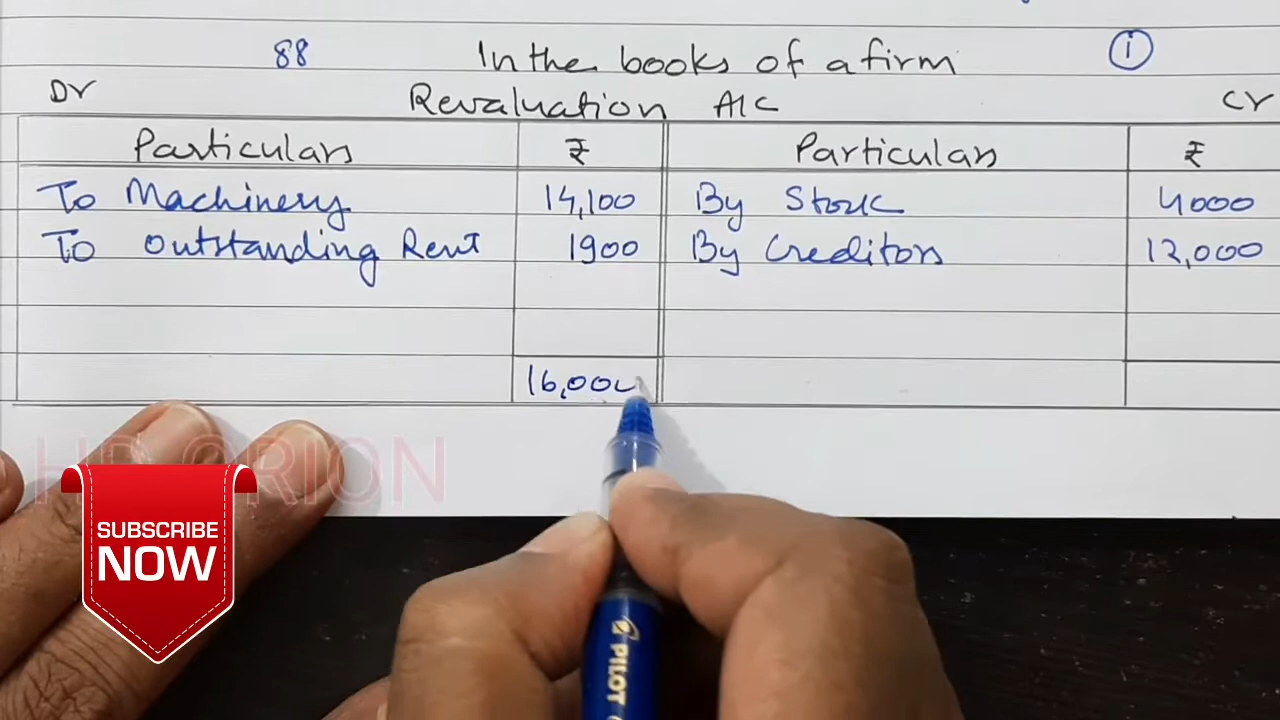 88 In the books of a firm i
Dr Revaluation A/C Cr
Particulars ₹ Particulars ₹
To Machinery 14,100 By Stock 4000
To Outstanding Rent 1900 By Creditors 12,000
16,000
SUBSCRIBE
NOW
PILOT